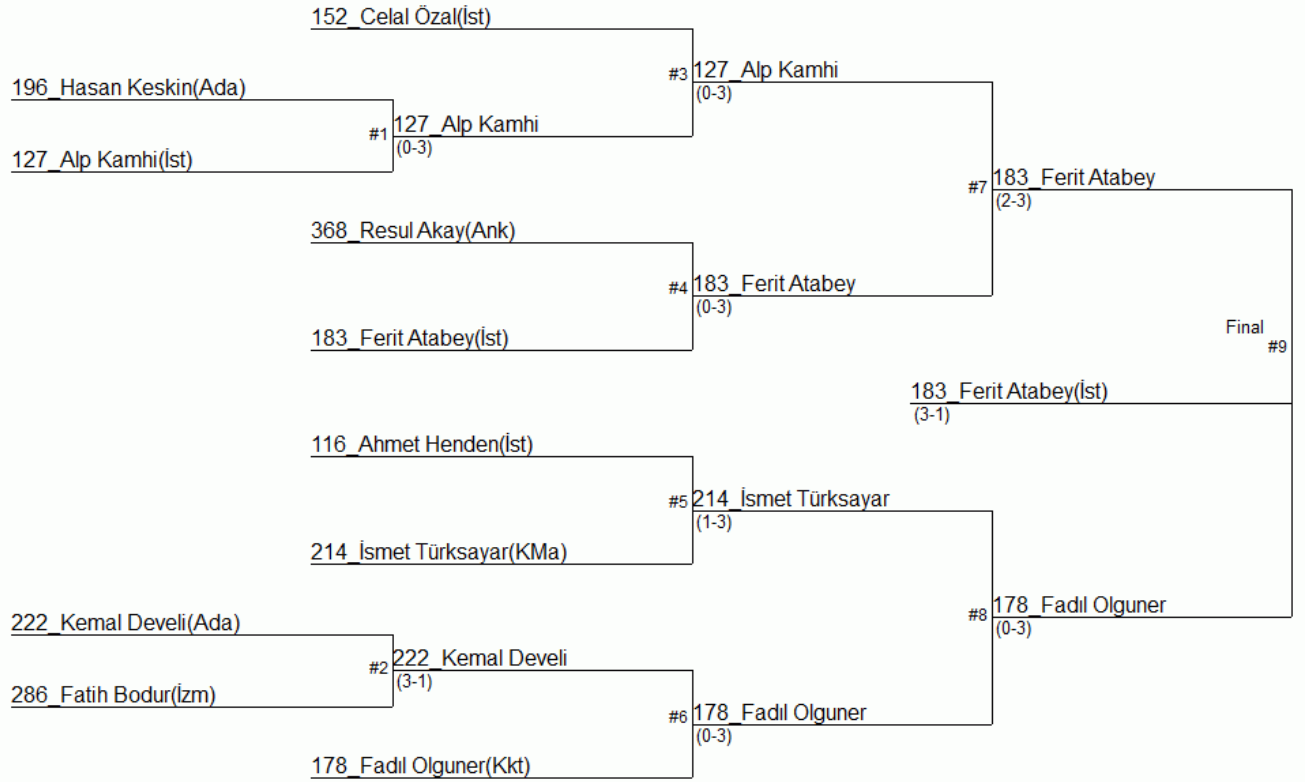 152_Celal Özal(İst)
#3 127_Alp Kamhi
(0-3)
196_Hasan Keskin(Ada)
#1 127_Alp Kamhi
(0-3)
127_Alp Kamhi(İst)
#7 183_Ferit Atabey
(2-3)
368_Resul Akay(Ank)
#4 183_Ferit Atabey
(0-3)
183_Ferit Atabey(İst)
Final
#9
183_Ferit Atabey(İst)
(3-1)
116_Ahmet Henden(İst)
#5 214_İsmet Türksayar
(1-3)
214_İsmet Türksayar(KMa)
#8 178_Fadıl Olguner
(0-3)
222_Kemal Develi(Ada)
#2 222_Kemal Develi
(3-1)
286_Fatih Bodur(İzm)
#6 178_Fadıl Olguner
(0-3)
178_Fadıl Olguner(Kkt)